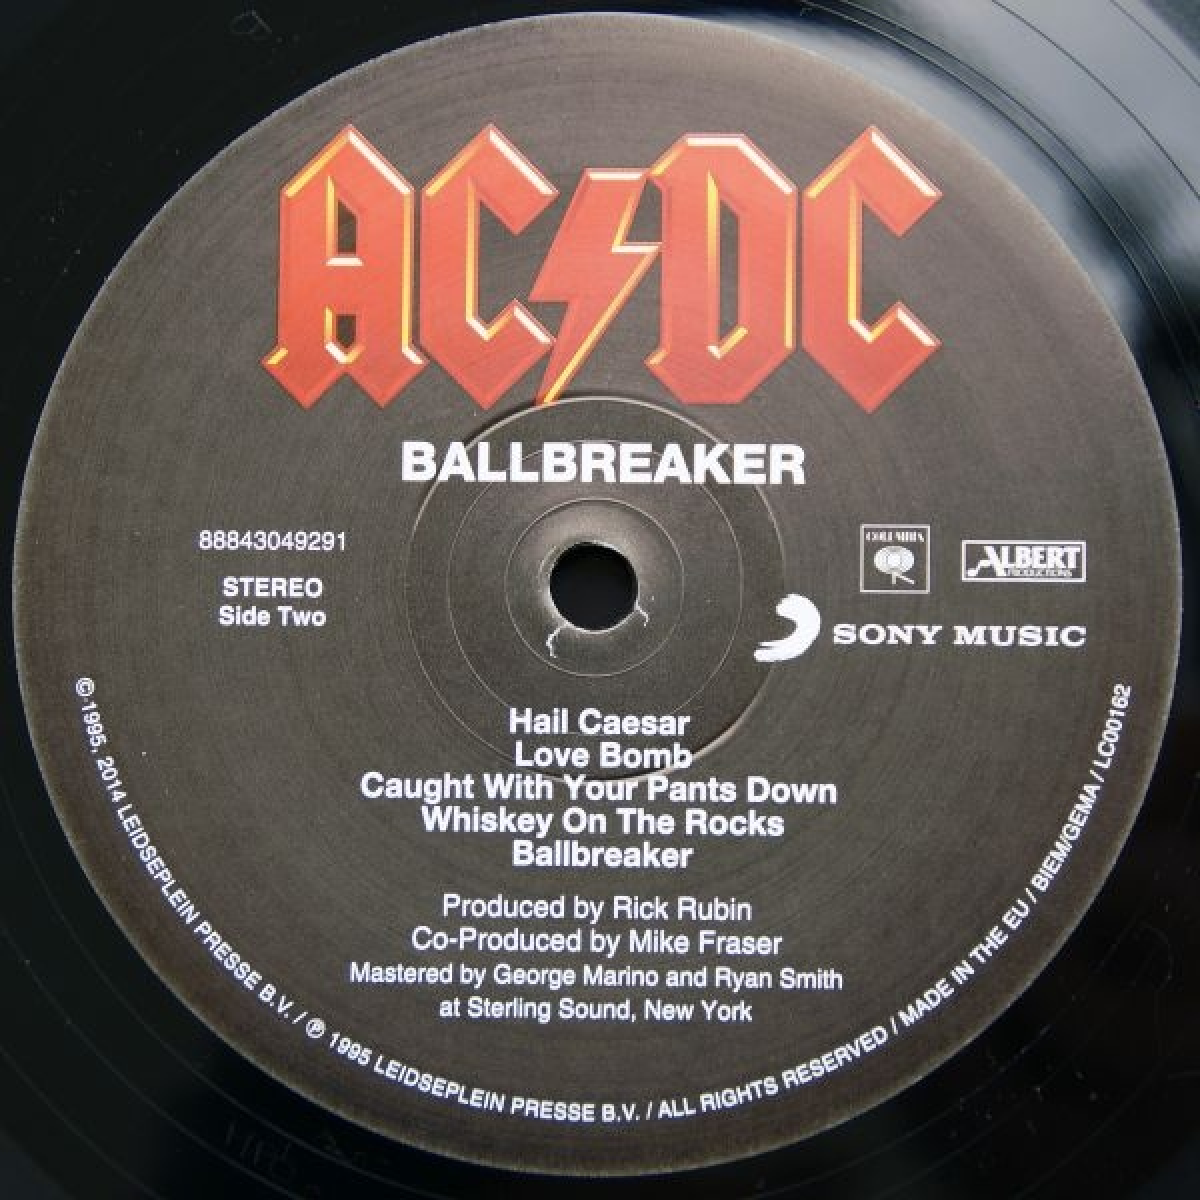 AC/DC
BALLBREAKER
88843049291
STEREO
Side Two
COLUMBIA
ALBERT
PRODUCTIONS
SONY MUSIC
Hail Caesar
Love Bomb
Caught With Your Pants Down
Whiskey On The Rocks
Ballbreaker
Produced by Rick Rubin
Co-Produced by Mike Fraser
Mastered by George Marino and Ryan Smith
at Sterling Sound, New York
© 1995, 2014 LEIDSEPLEIN PRESSE B.V. / ℗ 1995 LEIDSEPLEIN PRESSE B.V. / ALL RIGHTS RESERVED / MADE IN THE EU / BIEM/GEMA / LC00162